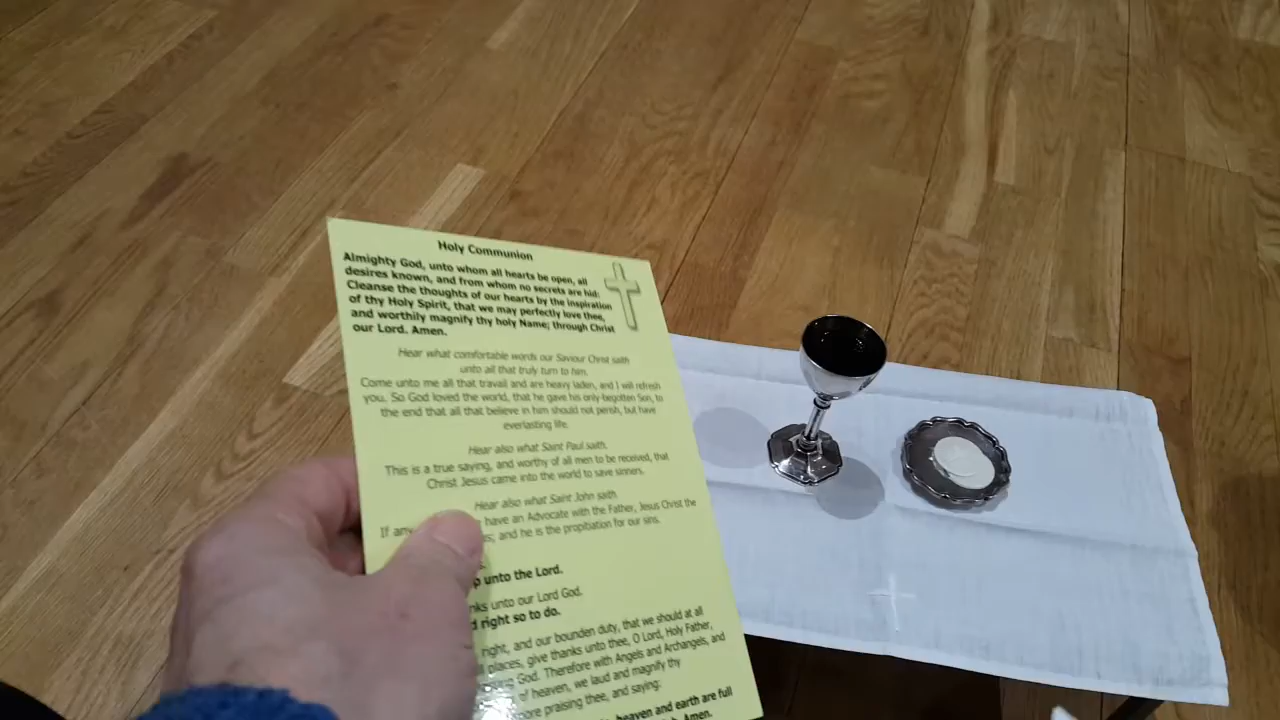 Holy Communion
Almighty God, unto whom all hearts be open, all
desires known, and from whom no secrets are hid:
Cleanse the thoughts of our hearts by the inspiration
of thy Holy Spirit, that we may perfectly love thee,
and worthily magnify thy holy Name; through Christ
our Lord. Amen.
Hear what comfortable words our Saviour Christ saith
unto all that truly turn to him.
Come unto me all that travail and are heavy laden, and I will refresh
you. So God loved the world, that he gave his only-begotten Son, to
the end that all that believe in him should not perish, but have
everlasting life.
Hear also what Saint Paul saith.
This is a true saying, and worthy of all men to be received, that
Christ Jesus came into the world to save sinners.
Hear also what Saint John saith.
If any have an Advocate with the Father, Jesus Christ the
and he is the propitiation for our sins.
unto the Lord.
unto our Lord God.
right so to do.
right, and our bounden duty, that we should at all
places, give thanks unto thee, O Lord, Holy Father,
God. Therefore with Angels and Archangels, and
of heaven, we laud and magnify thy
praising thee, and saying:
heaven and earth are full
Amen.